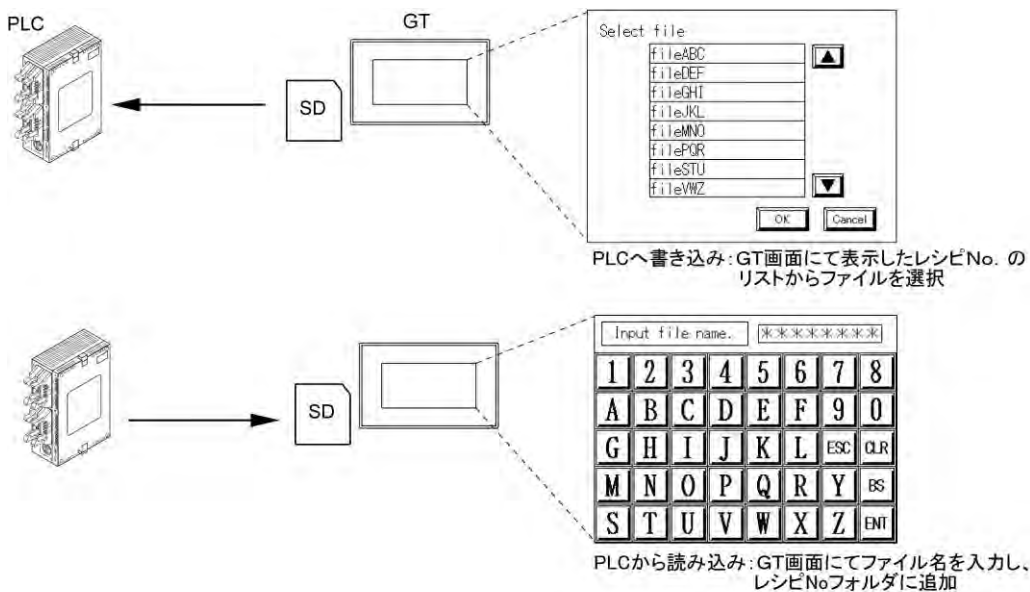 PLC
GT
SD
Select file
fileABC
fileDEF
fileGHI
fileJKL
fileMNO
filePQR
fileSTU
fileVWZ
OK Cancel
PLCへ書き込み:GT画面にて表示したレシピNo. の
リストからファイルを選択
SD
Input file name. ********
1 2 3 4 5 6 7 8
A B C D E F 9 0
G H I J K L ESC CLR
M N O P Q R Y BS
S T U V W X Z ENT
PLCから読み込み:GT画面にてファイル名を入力し、
レシピNoフォルダに追加